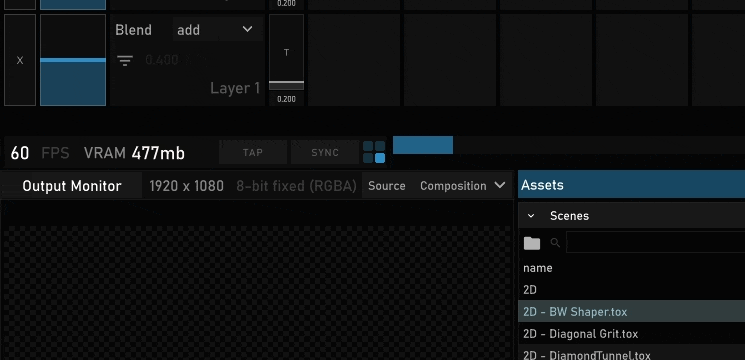 0.200
Blend add
X
T
0.400
Layer 1
0.200
60 FPS VRAM 477mb TAP SYNC
Output Monitor 1920 x 1080 8-bit fixed (RGBA) Source Composition
Assets
Scenes
name
2D
2D - BW Shaper.tox
2D - Diagonal Grit.tox
2D - DiamondTunnel.tox